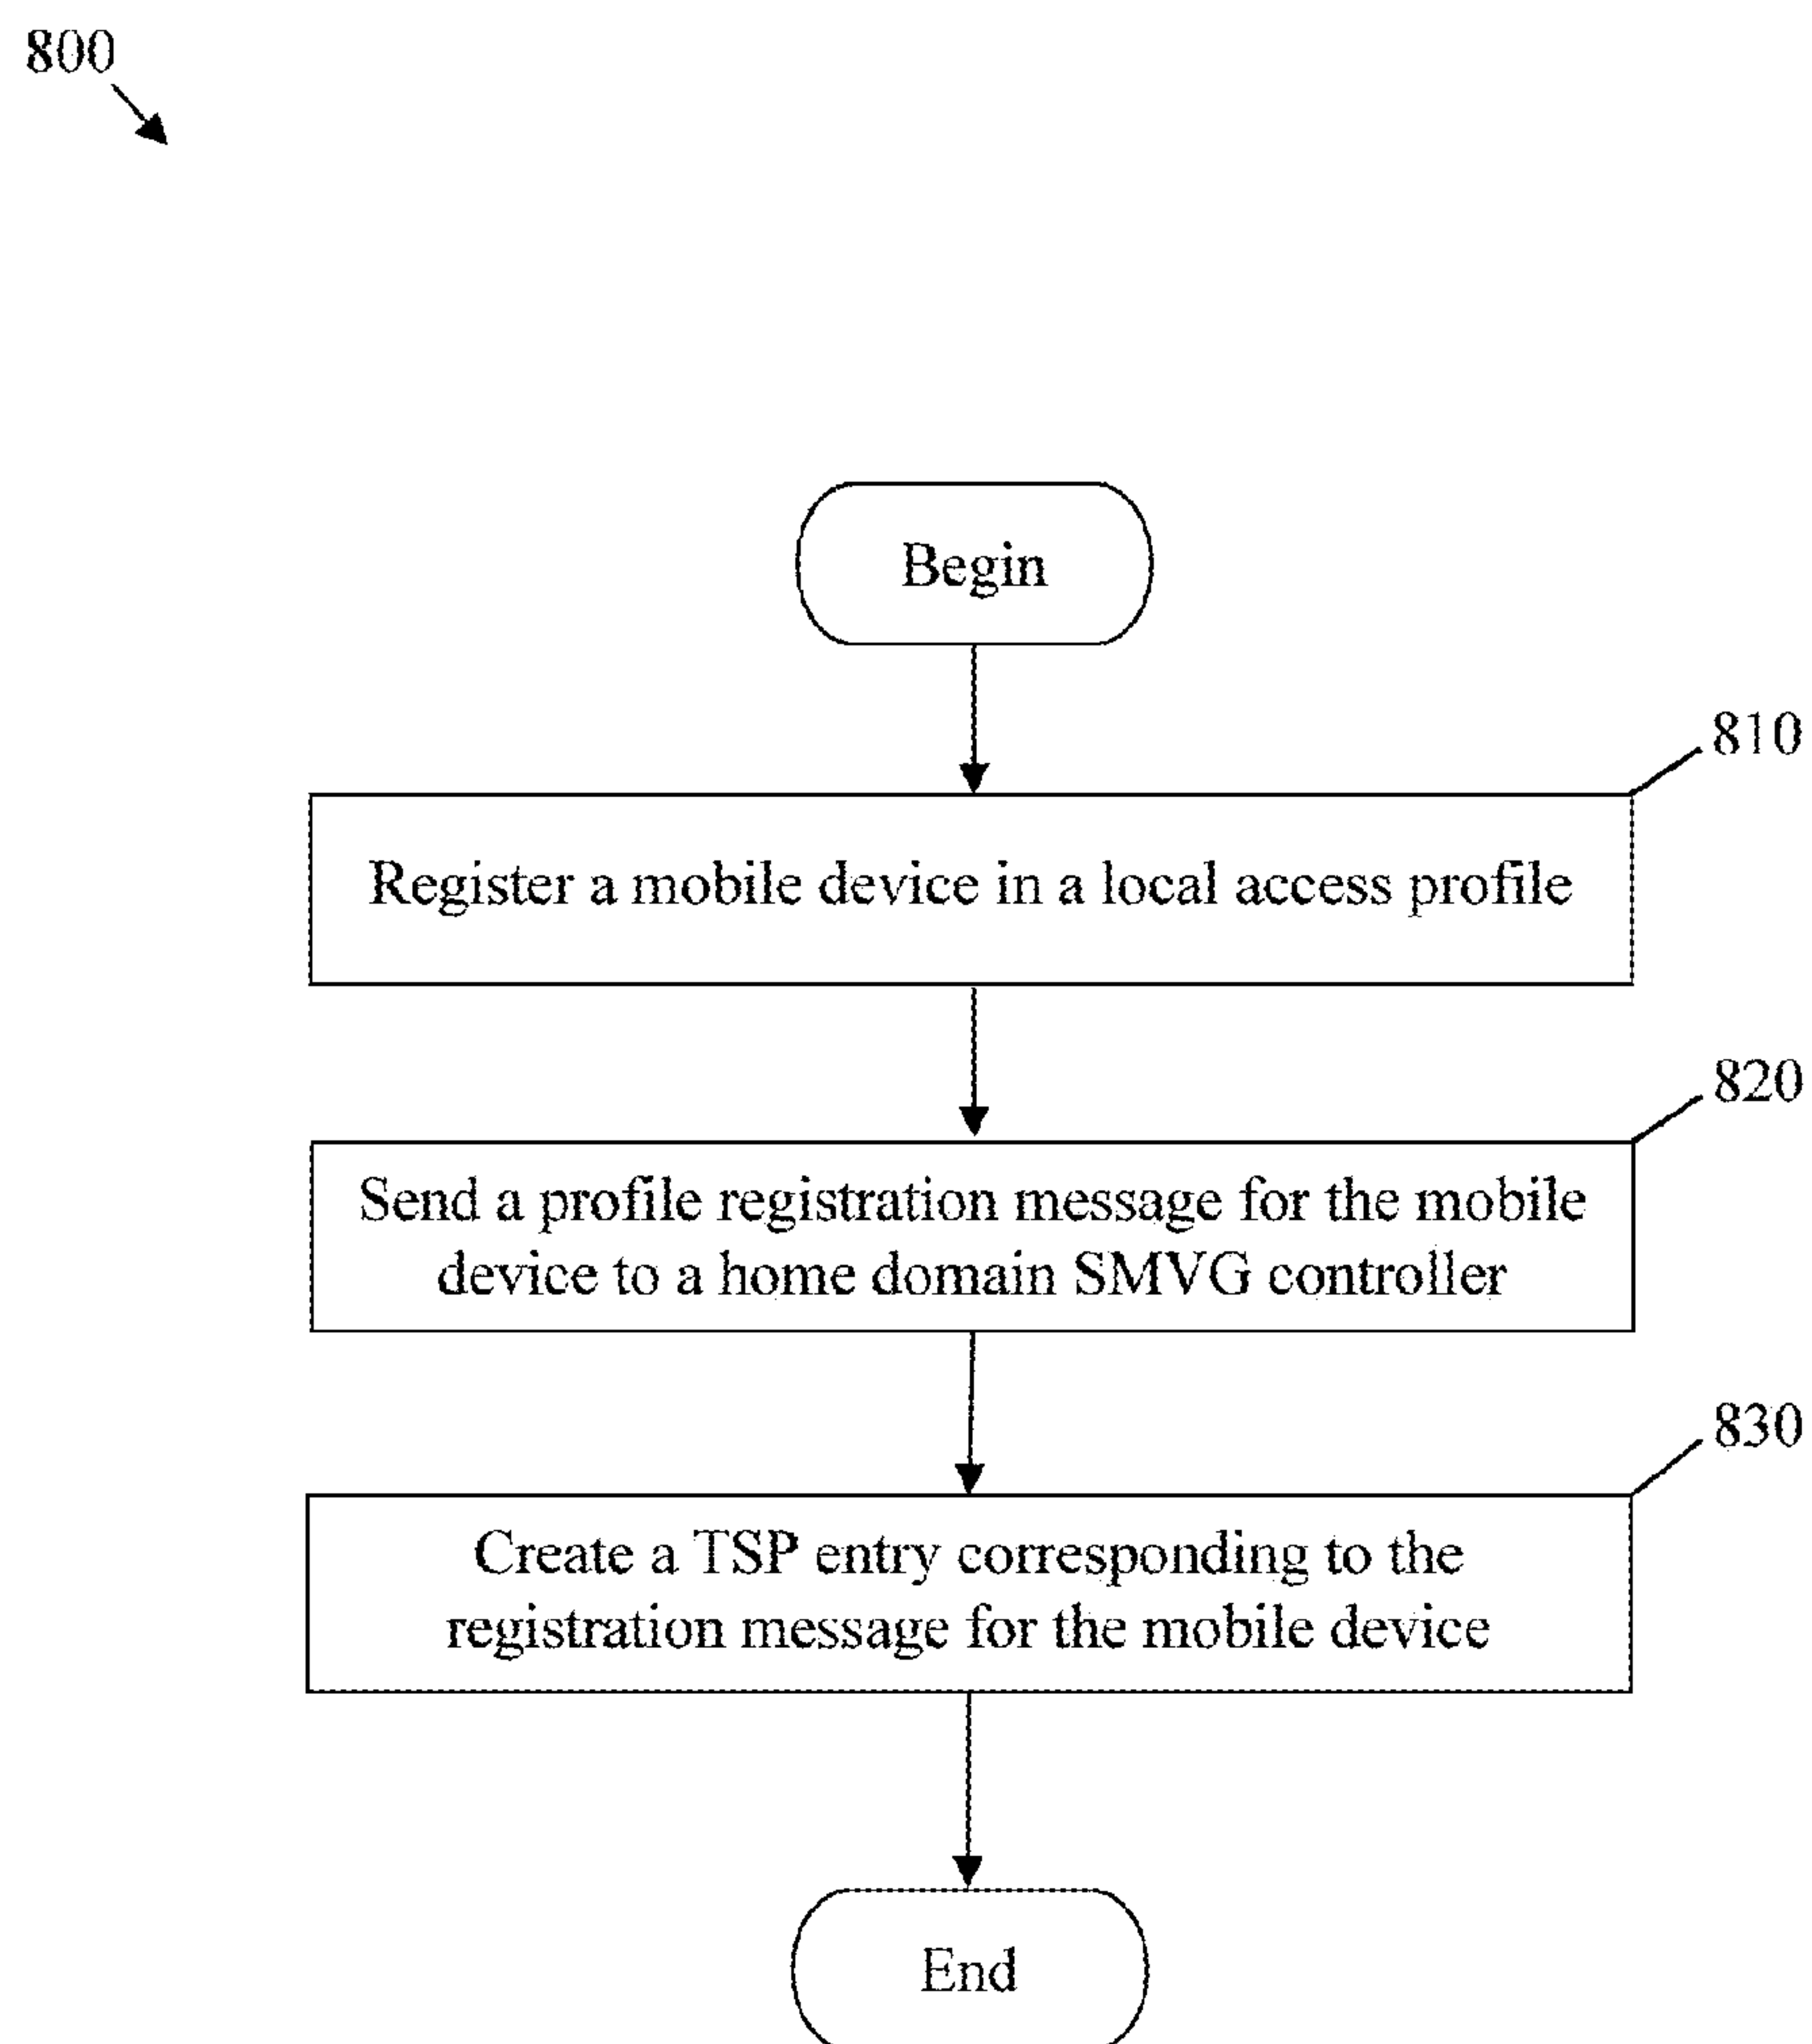 800
Begin
810
Register a mobile device in a local access profile
820
Send a profile registration message for the mobile
device to a home domain SMVG controller
830
Create a TSP entry corresponding to the
registration message for the mobile device
End